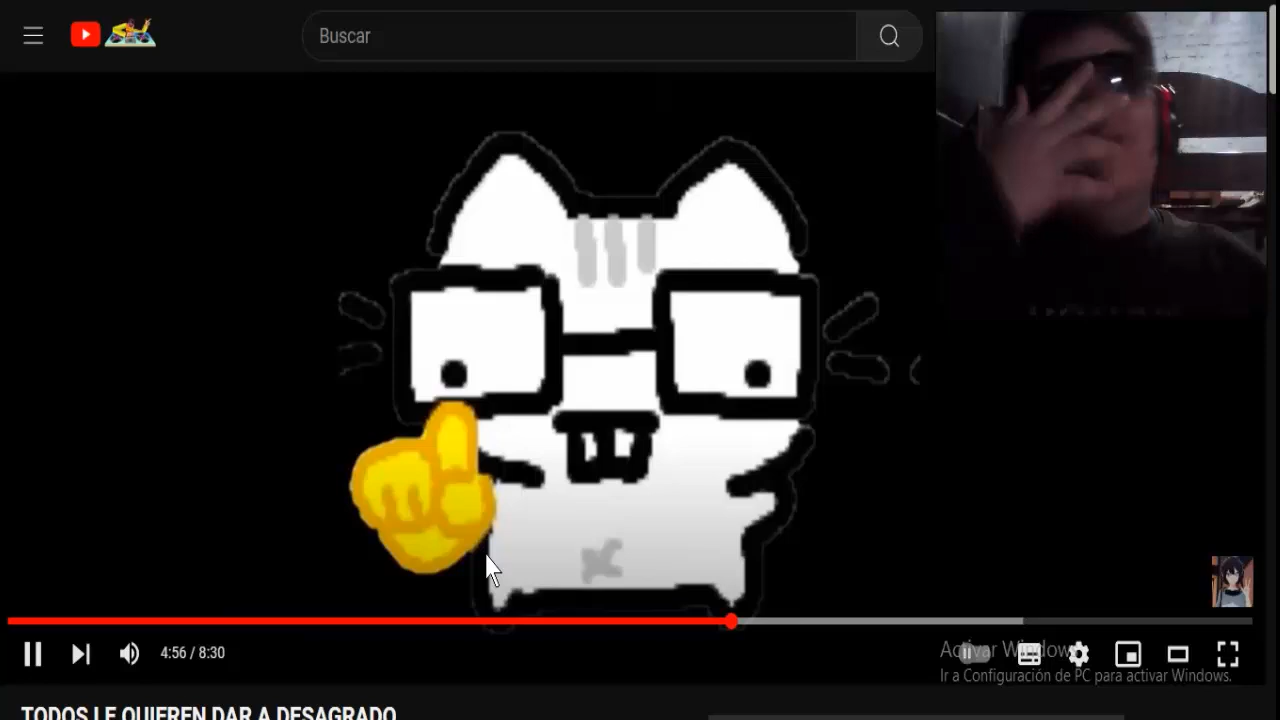 Buscar
4:56 / 8:30
Activar Windows
Ir a Configuración de PC para activar Windows.
TODOS LE QUIEREN DAR A DESAGRADO